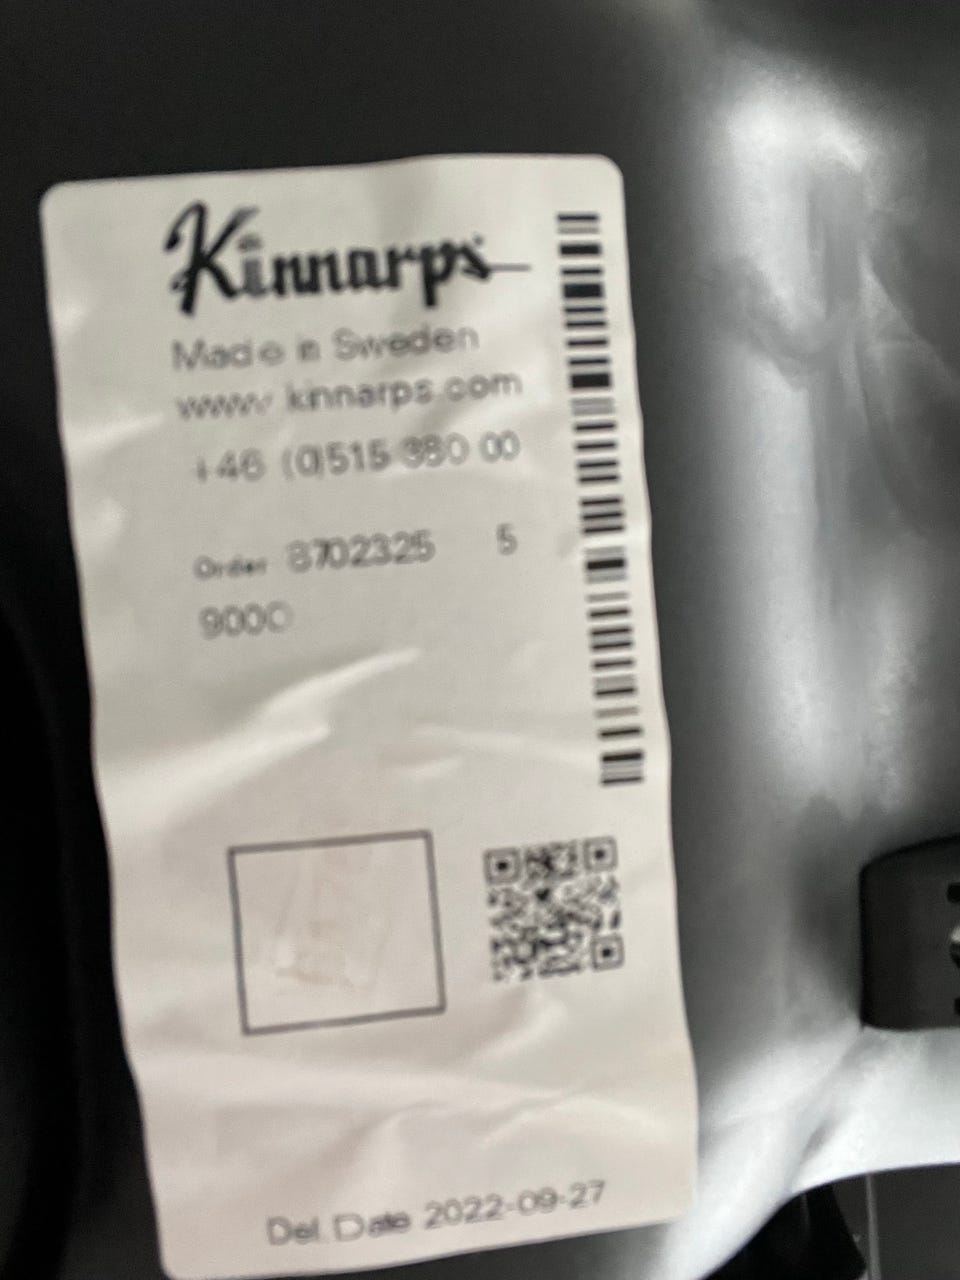 Kinnarps
Made in Sweden
www.kinnarps.com
+46 (0)515 380 00
Order 8702325 5
9000
Del. Date 2022-09-27